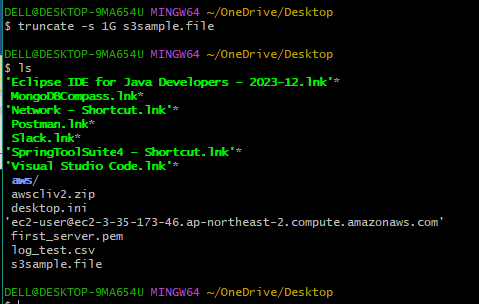 DELL@DESKTOP-9MA654U MINGW64 ~/OneDrive/Desktop
$ truncate -s 1G s3sample.file
DELL@DESKTOP-9MA654U MINGW64 ~/OneDrive/Desktop
$ ls
'Eclipse IDE for Java Developers - 2023-12.lnk'*
MongoDBCompass.lnk*
'Network - Shortcut.lnk'*
Postman.lnk*
Slack.lnk*
'SpringToolSuite4 - Shortcut.lnk'*
'Visual Studio Code.lnk'*
aws/
awscliv2.zip
desktop.ini
'ec2-user@ec2-3-35-173-46.ap-northeast-2.compute.amazonaws.com'
first_server.pem
log_test.csv
s3sample.file
DELL@DESKTOP-9MA654U MINGW64 ~/OneDrive/Desktop
$